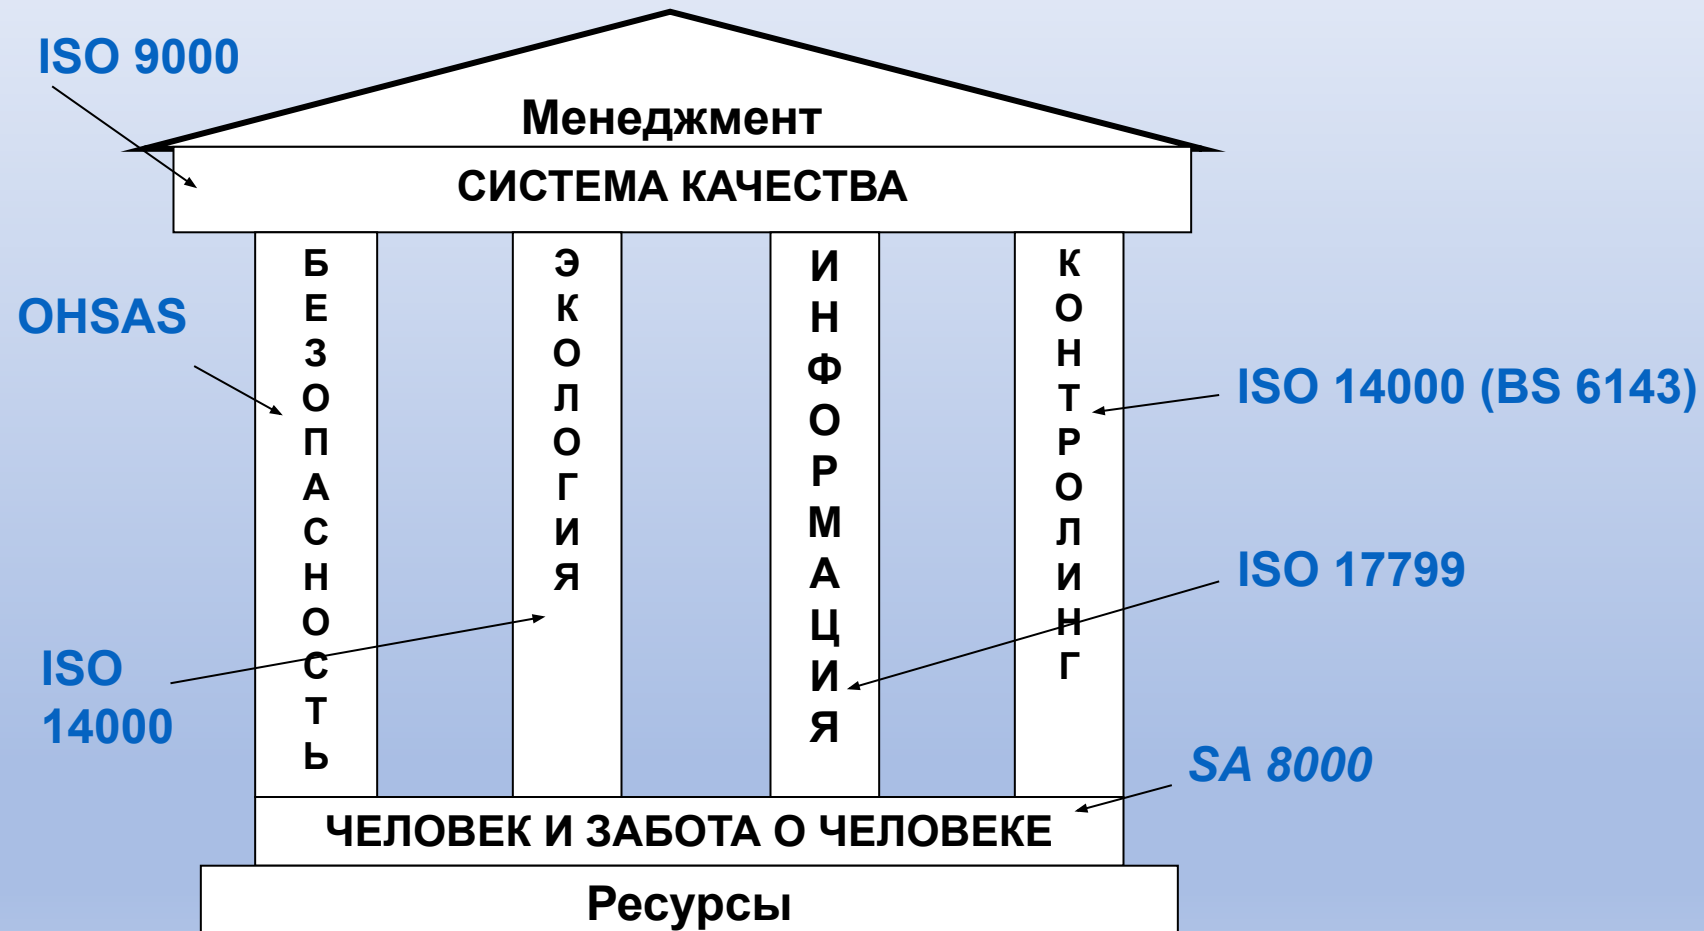 ISO 9000
Менеджмент
СИСТЕМА КАЧЕСТВА
БЕЗОПАСНОСТЬ
ЭКОЛОГИЯ
ИНФОРМАЦИЯ
КОНТРОЛИНГ
OHSAS
ISO 14000 (BS 6143)
ISO 17799
ISO
14000
SA 8000
ЧЕЛОВЕК И ЗАБОТА О ЧЕЛОВЕКЕ
Ресурсы